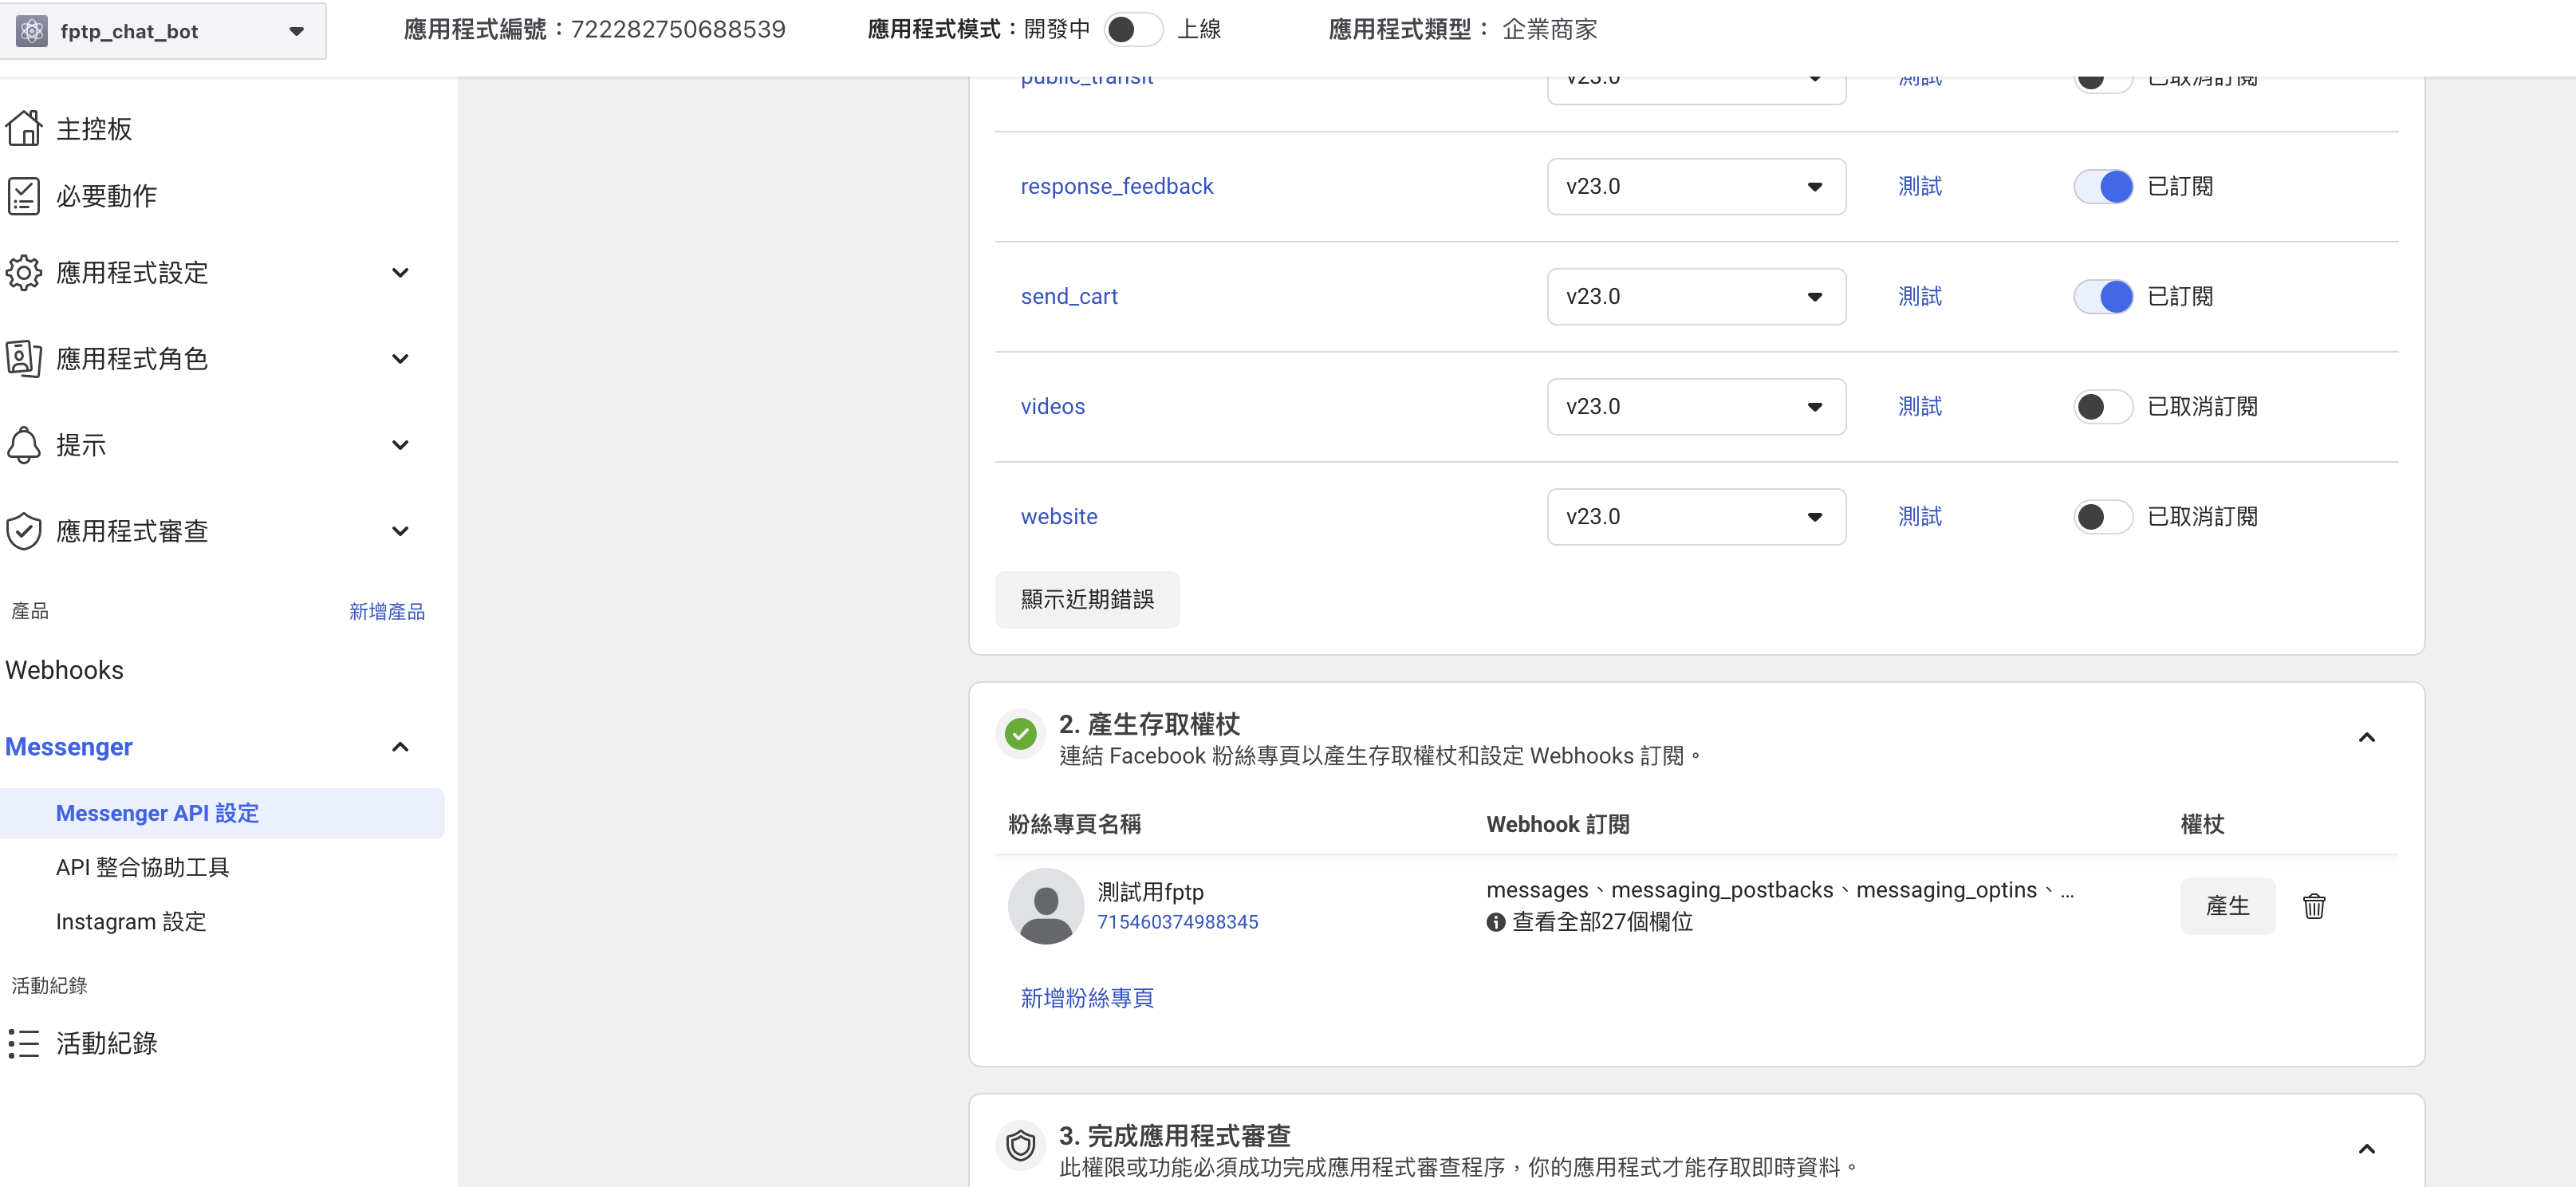 fptp_chat_bot
應用程式編號：722282750688539
應用程式模式：開發中 上線
應用程式類型： 企業商家
主控板
必要動作
應用程式設定
應用程式角色
提示
應用程式審查
產品 新增產品
Webhooks
Messenger
Messenger API 設定
API 整合協助工具
Instagram 設定
活動紀錄
活動紀錄
public_transit v23.0 測試 已取消訂閱
response_feedback v23.0 測試 已訂閱
send_cart v23.0 測試 已訂閱
videos v23.0 測試 已取消訂閱
website v23.0 測試 已取消訂閱
顯示近期錯誤
2. 產生存取權杖
連結 Facebook 粉絲專頁以產生存取權杖和設定 Webhooks 訂閱。
粉絲專頁名稱 Webhook 訂閱 權杖
測試用fptp messages、messaging_postbacks、messaging_optins、... 產生
715460374988345 查看全部27個欄位
新增粉絲專頁
3. 完成應用程式審查
此權限或功能必須成功完成應用程式審查程序，你的應用程式才能存取即時資料。